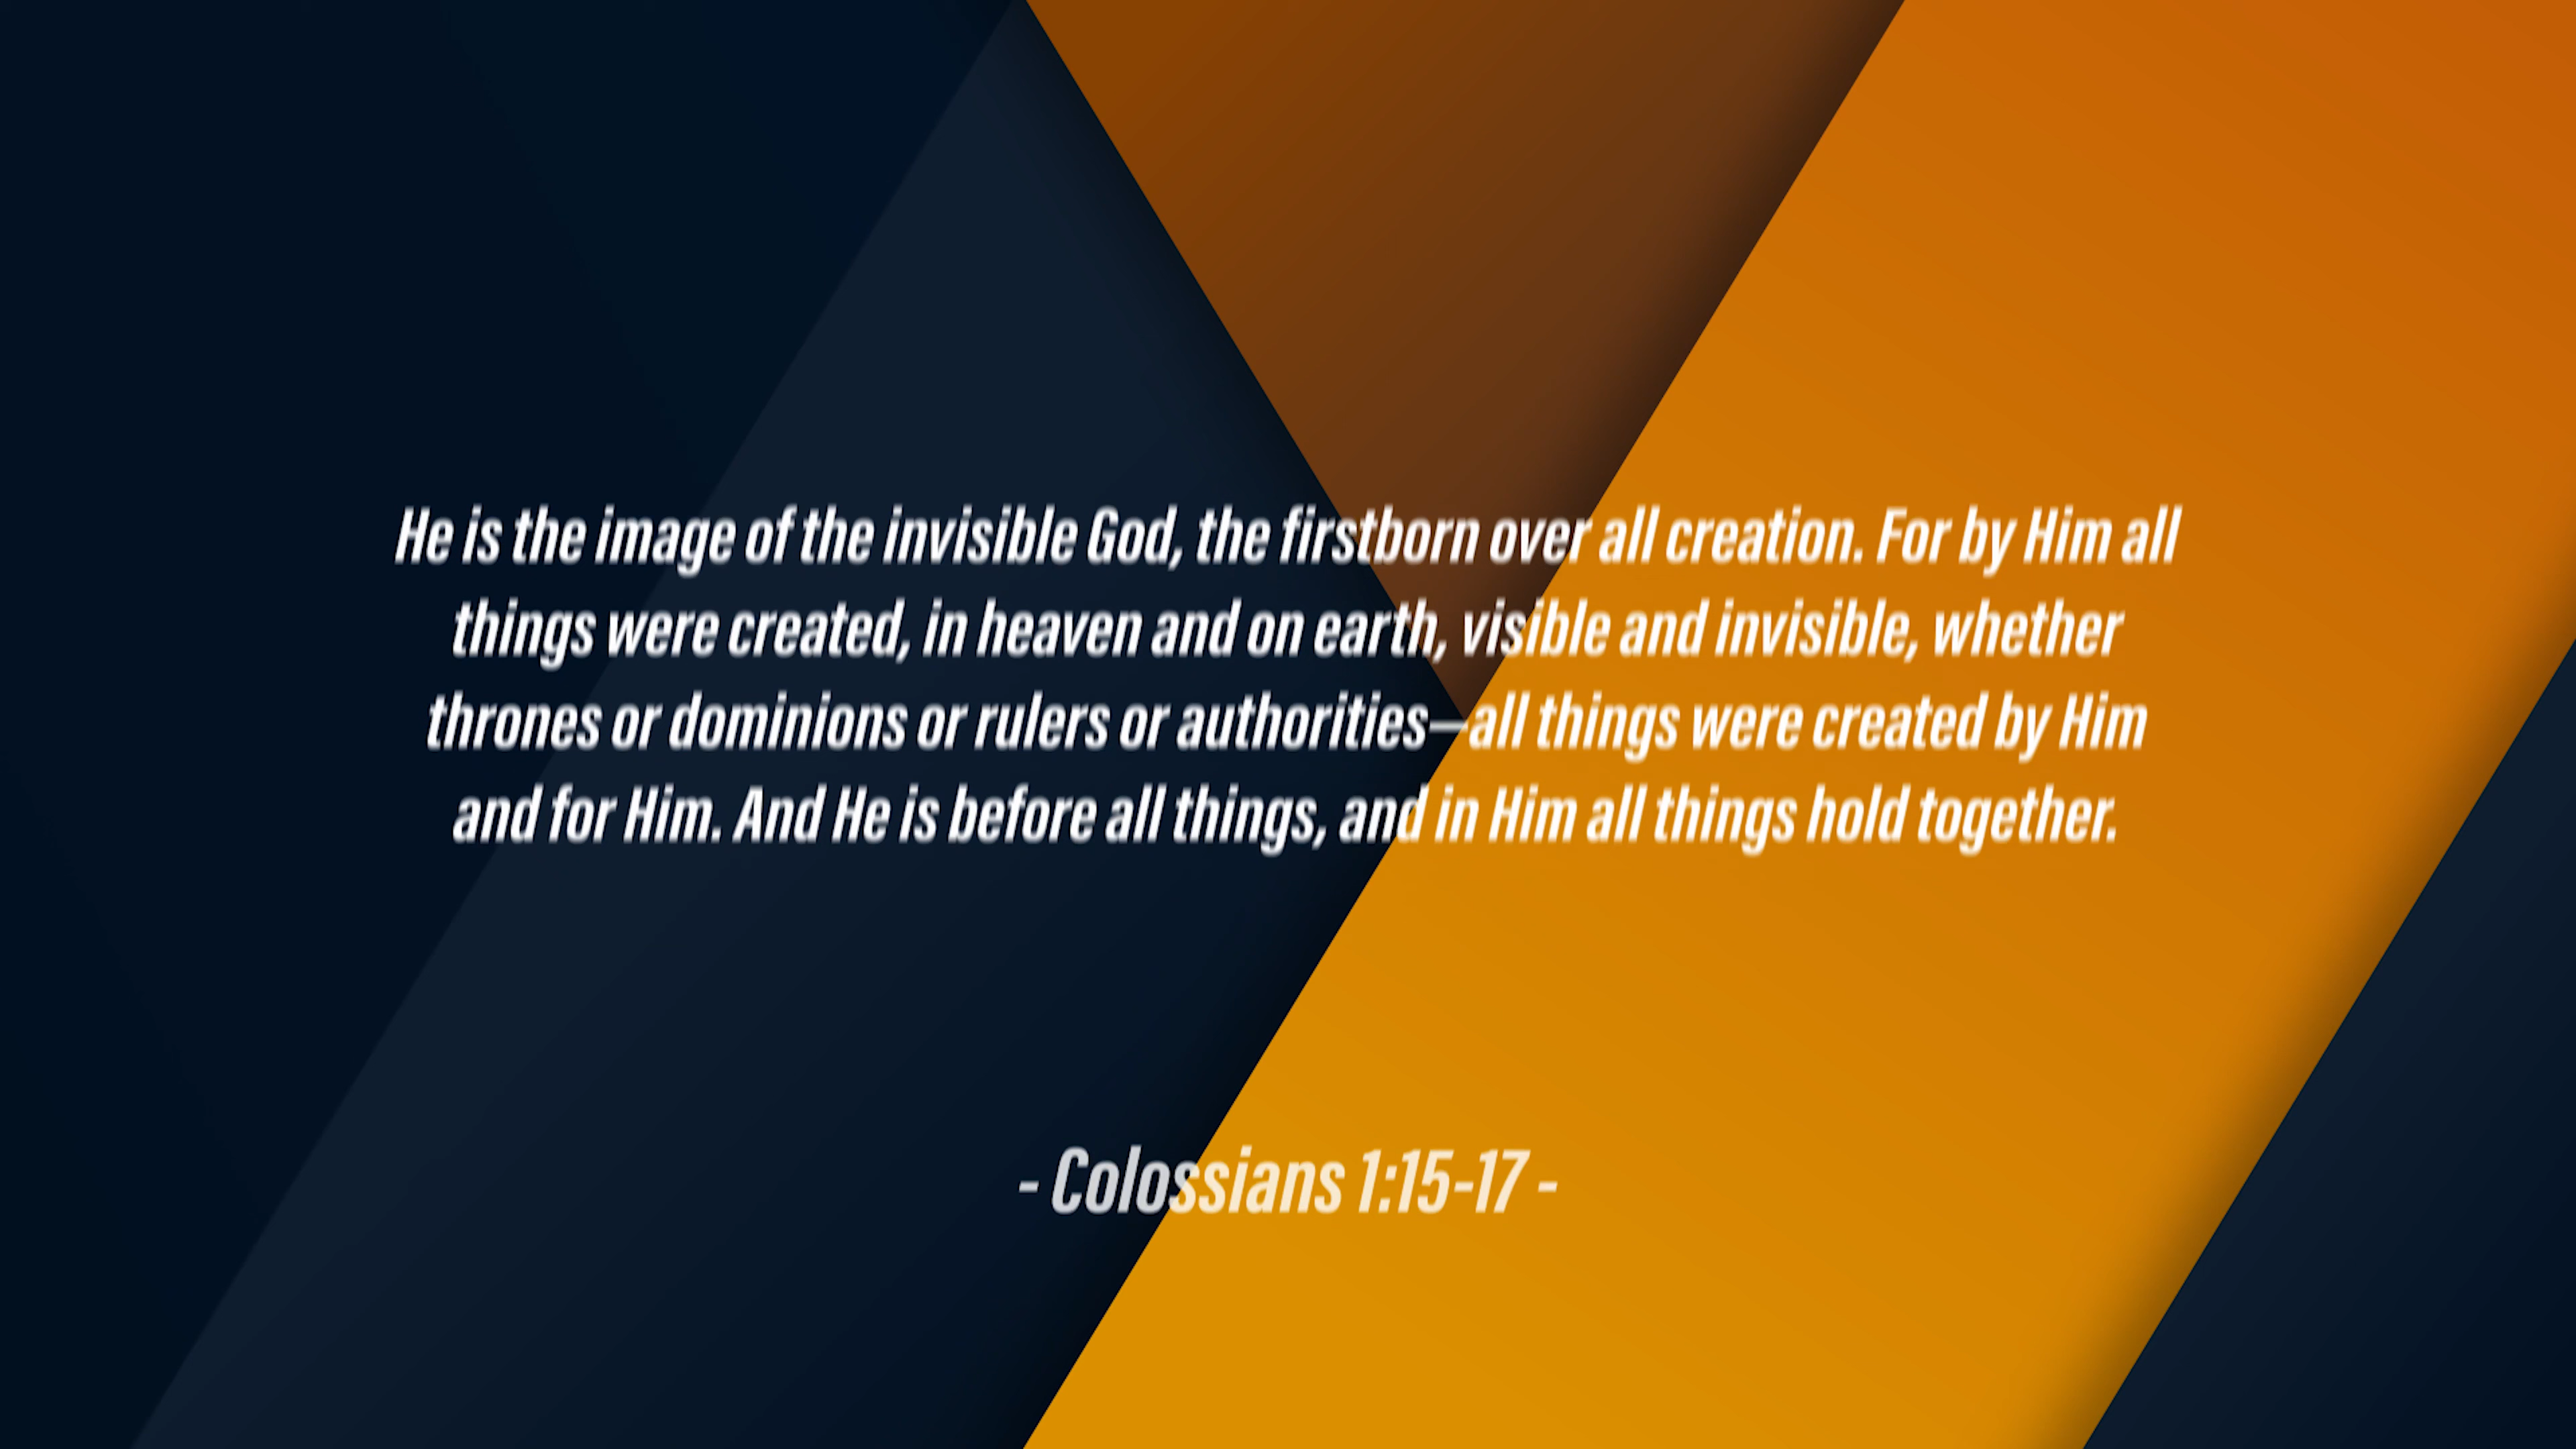 He is the image of the invisible God, the firstborn over all creation. For by Him all
things were created, in heaven and on earth, visible and invisible, whether
thrones or dominions or rulers or authorities—all things were created by Him
and for Him. And He is before all things, and in Him all things hold together.
- Colossians 1:15-17 -